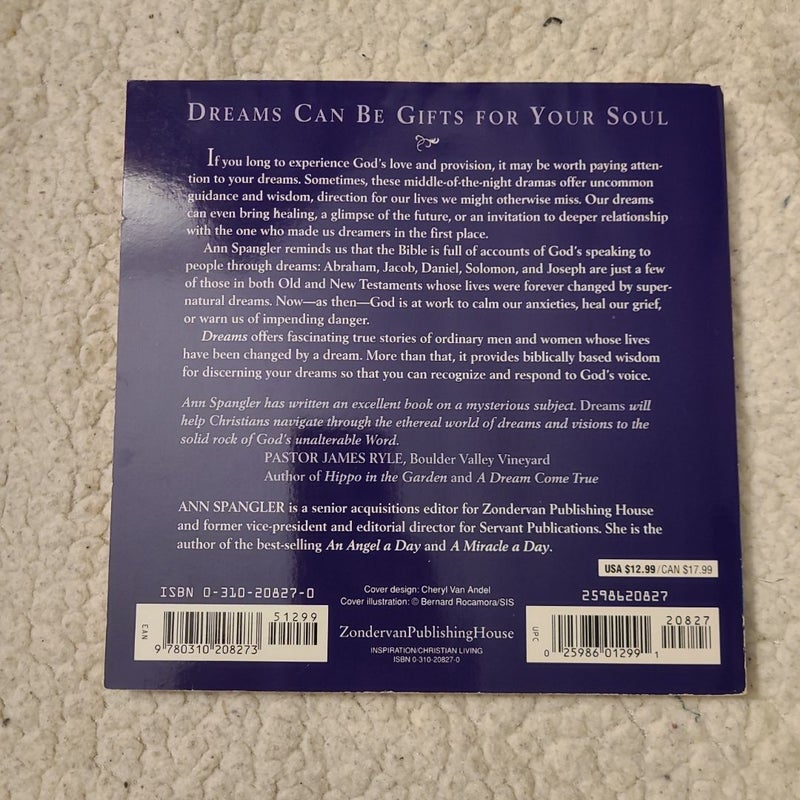 DREAMS CAN BE GIFTS FOR YOUR SOUL
If you long to experience God's love and provision, it may be worth paying atten-
tion to your dreams. Sometimes, these middle-of-the-night dramas offer uncommon
guidance and wisdom, direction for our lives we might otherwise miss. Our dreams
can even bring healing, a glimpse of the future, or an invitation to deeper relationship
with the one who made us dreamers in the first place.
Ann Spangler reminds us that the Bible is full of accounts of God's speaking to
people through dreams: Abraham, Jacob, Daniel, Solomon, and Joseph are just a few
of those in both Old and New Testaments whose lives were forever changed by super-
natural dreams. Now—as then—God is at work to calm our anxieties, heal our grief,
or warn us of impending danger.
Dreams offers fascinating true stories of ordinary men and women whose lives
have been changed by a dream. More than that, it provides biblically based wisdom
for discerning your dreams so that you can recognize and respond to God's voice.
Ann Spangler has written an excellent book on a mysterious subject. Dreams will
help Christians navigate through the ethereal world of dreams and visions to the
solid rock of God's unalterable Word.
PASTOR JAMES RYLE, Boulder Valley Vineyard
Author of Hippo in the Garden and A Dream Come True
ANN SPANGLER is a senior acquisitions editor for Zondervan Publishing House
and former vice-president and editorial director for Servant Publications. She is the
author of the best-selling An Angel a Day and A Miracle a Day.
USA $12.99/CAN $17.99
ISBN 0-310-20827-0
51299
EAN
9 780310 208273
Cover design: Cheryl Van Andel
Cover illustration: © Bernard Rocamora/SIS
ZondervanPublishingHouse
INSPIRATION/CHRISTIAN LIVING
ISBN 0-310-20827-0
2598620827
20827
UPC
0 25986 01299 1